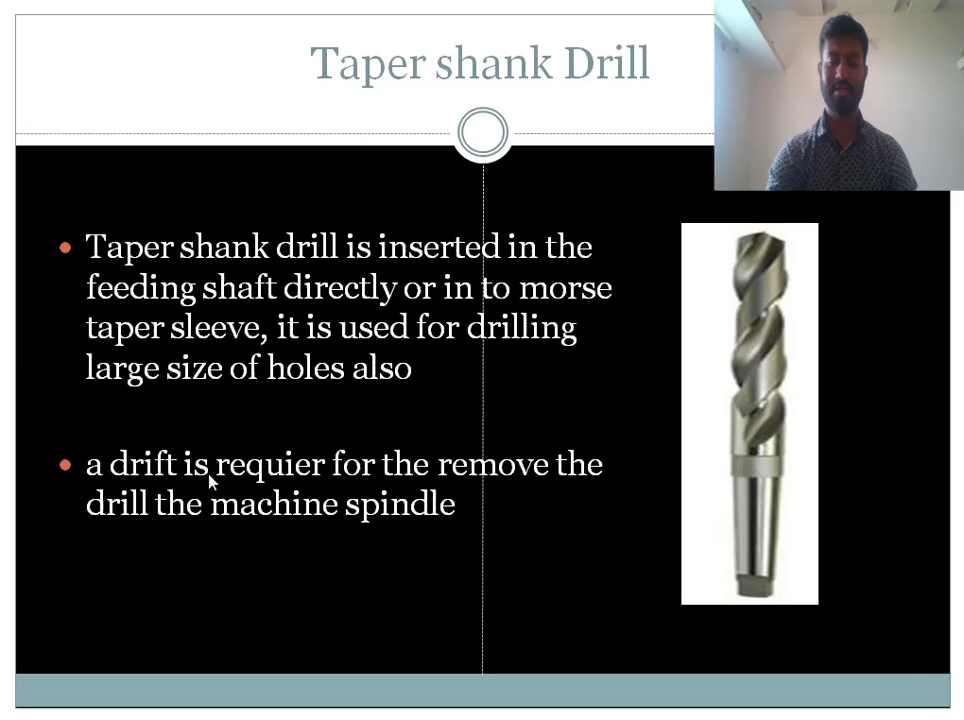 Taper shank Drill
Taper shank drill is inserted in the
feeding shaft directly or in to morse
taper sleeve, it is used for drilling
large size of holes also
a drift is requier for the remove the
drill the machine spindle